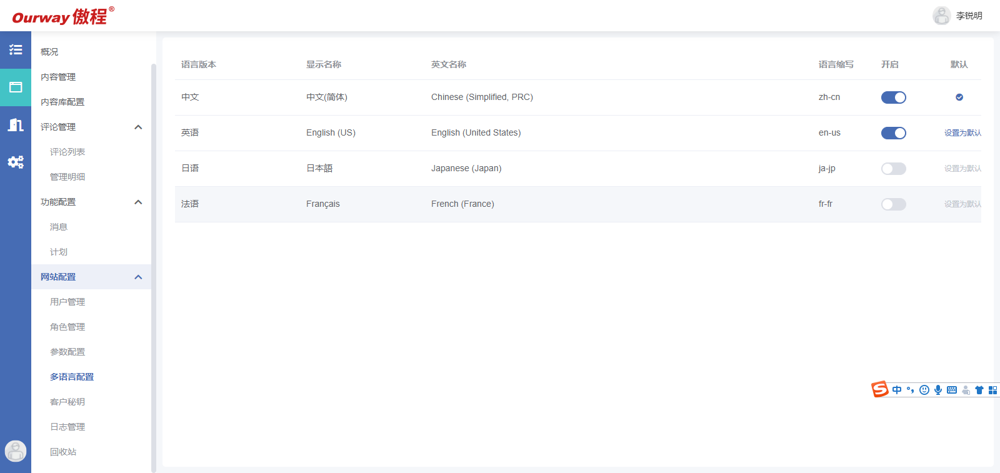 Ourway 傲程®
李锐明
概况
内容管理
内容库配置
评论管理
评论列表
管理明细
功能配置
消息
计划
网站配置
用户管理
角色管理
参数配置
多语言配置
客户秘钥
日志管理
回收站
语言版本 显示名称 英文名称 语言缩写 开启 默认
中文 中文(简体) Chinese (Simplified, PRC) zh-cn
英语 English (US) English (United States) en-us 设置为默认
日语 日本語 Japanese (Japan) ja-jp 设置为默认
法语 Français French (France) fr-fr 设置为默认
S 中 °，